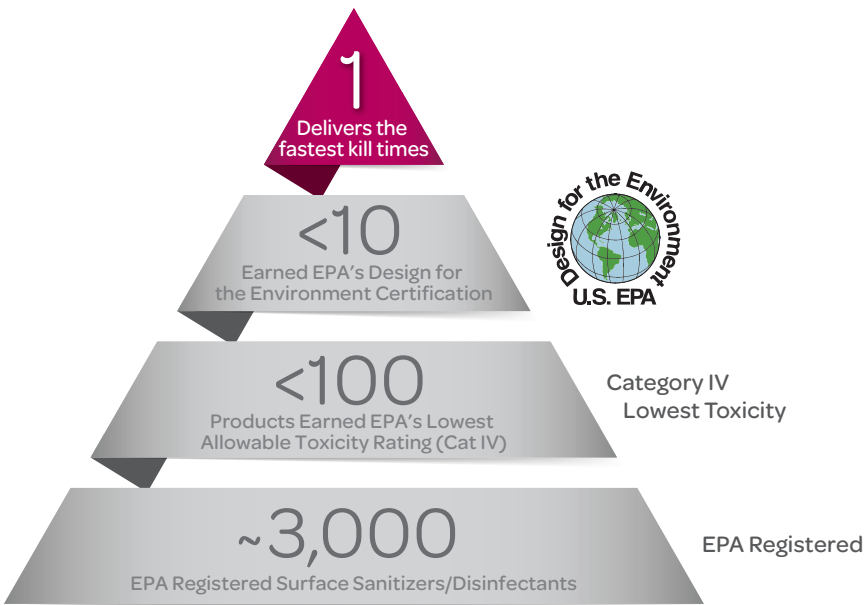 1
Delivers the
fastest kill times
<10
Earned EPA's Design for
the Environment Certification
Design for the Environment
U.S. EPA
<100
Products Earned EPA's Lowest
Allowable Toxicity Rating (Cat IV)
Category IV
Lowest Toxicity
~3,000
EPA Registered Surface Sanitizers/Disinfectants
EPA Registered